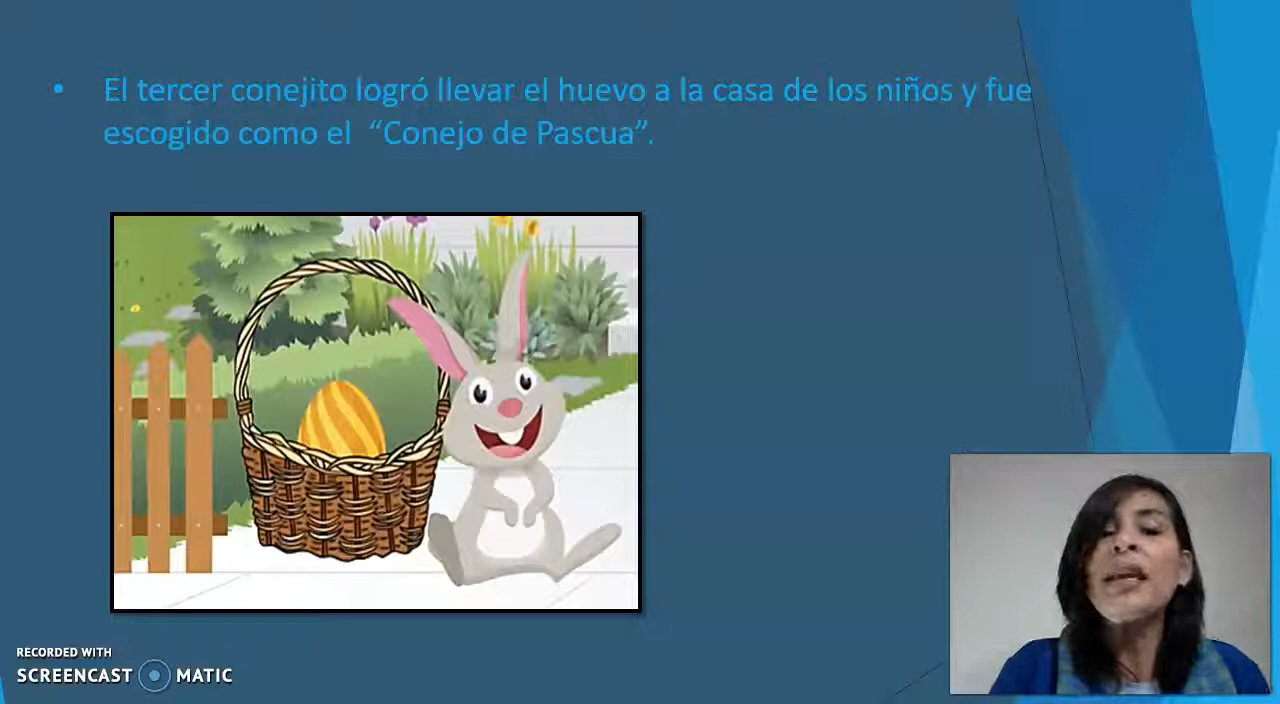 • El tercer conejito logró llevar el huevo a la casa de los niños y fue
escogido como el “Conejo de Pascua”.
RECORDED WITH
SCREENCAST MATIC